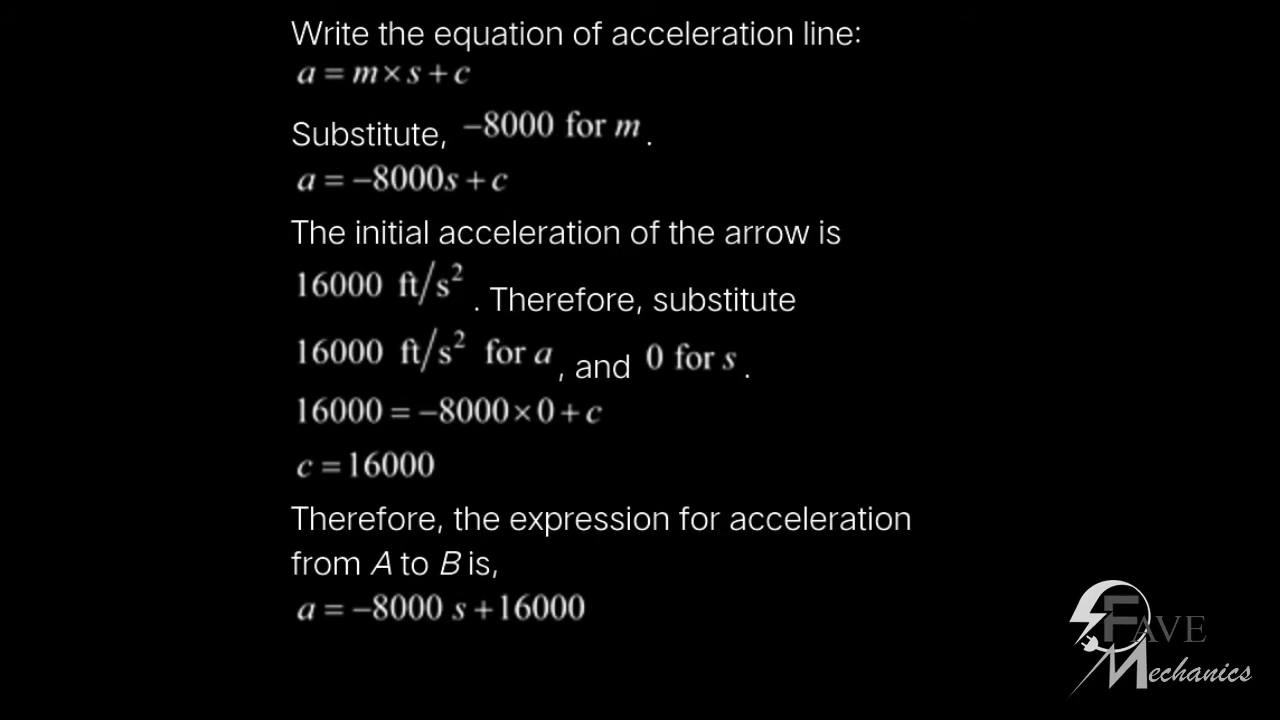 Write the equation of acceleration line:
a = m × s + c
Substitute, −8000 for m .
a = −8000s + c
The initial acceleration of the arrow is
16000 ft/s² . Therefore, substitute
16000 ft/s² for a , and 0 for s .
16000 = −8000 × 0 + c
c = 16000
Therefore, the expression for acceleration
from A to B is,
a = −8000 s + 16000
FAVE
Mechanics